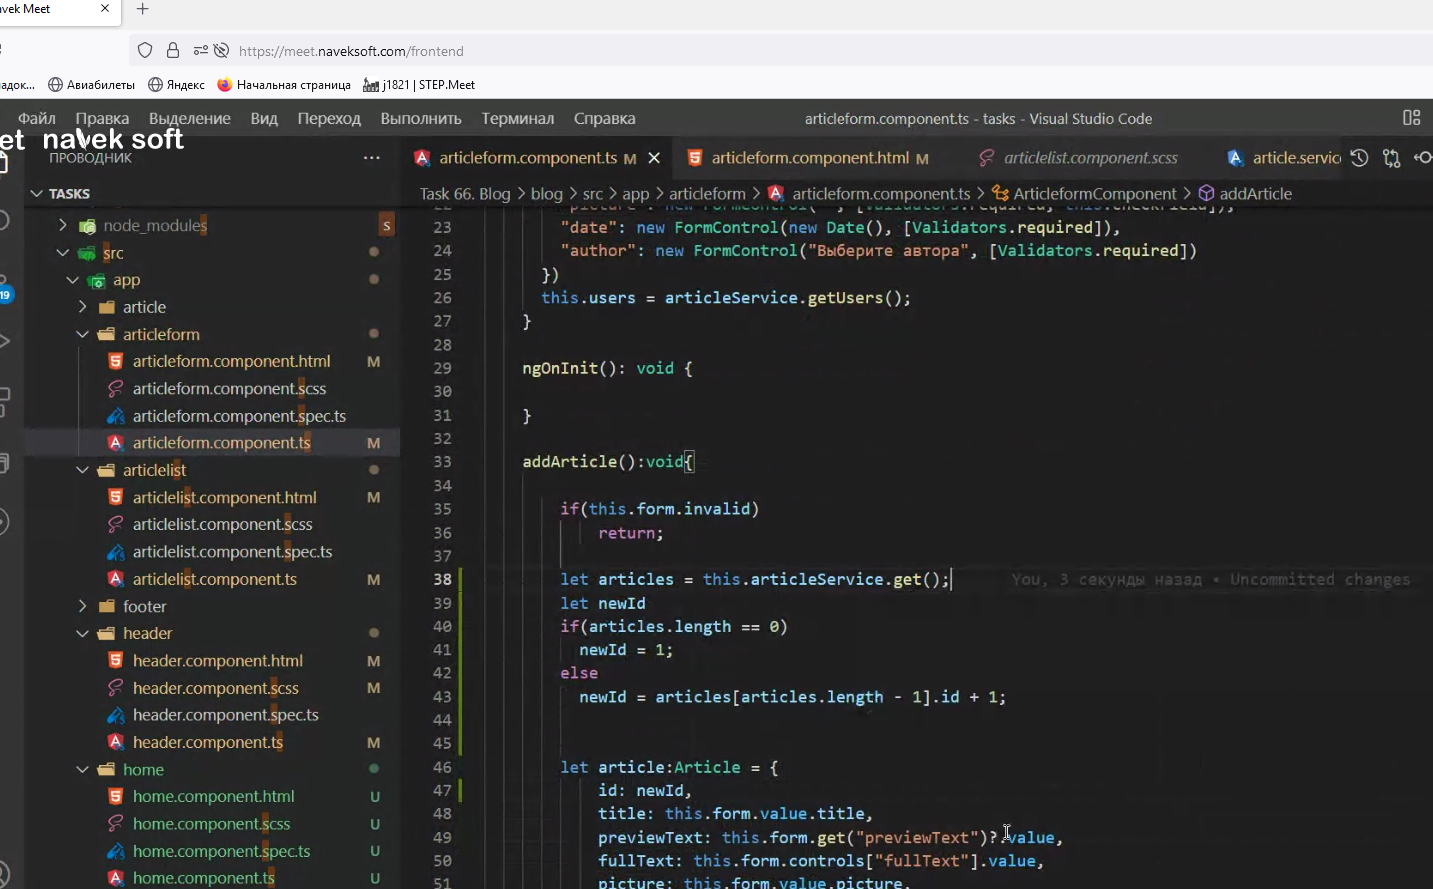 avek Meet
https://meet.naveksoft.com/frontend
адок...
Авиабилеты
Яндекс
Начальная страница
j1821 | STEP.Meet
Файл
Правка
Выделение
Вид
Переход
Выполнить
Терминал
Справка
articleform.component.ts - tasks - Visual Studio Code
et navek soft
ПРОВОДНИК
articleform.component.ts M
articleform.component.html M
articlelist.component.scss
article.servic
TASKS
Task 66. Blog > blog > src > app > articleform > articleform.component.ts > ArticleformComponent > addArticle
node_modules
S
src
app
article
articleform
articleform.component.html M
articleform.component.scss
articleform.component.spec.ts
articleform.component.ts M
articlelist
articlelist.component.html M
articlelist.component.scss
articlelist.component.spec.ts
articlelist.component.ts M
footer
header
header.component.html M
header.component.scss M
header.component.spec.ts
header.component.ts M
home
home.component.html U
home.component.scss U
home.component.spec.ts U
home.component.ts U
19
23 "date": new FormControl(new Date(), [Validators.required]),
24 "author": new FormControl("Выберите автора", [Validators.required])
25 })
26 this.users = articleService.getUsers();
27 }
28
29 ngOnInit(): void {
30
31 }
32
33 addArticle():void{
34
35 if(this.form.invalid)
36 return;
37
38 let articles = this.articleService.get(); You, 3 секунды назад • Uncommitted changes
39 let newId
40 if(articles.length == 0)
41 newId = 1;
42 else
43 newId = articles[articles.length - 1].id + 1;
44
45
46 let article:Article = {
47 id: newId,
48 title: this.form.value.title,
49 previewText: this.form.get("previewText")?.value,
50 fullText: this.form.controls["fullText"].value,
51 picture: this.form.value.picture,